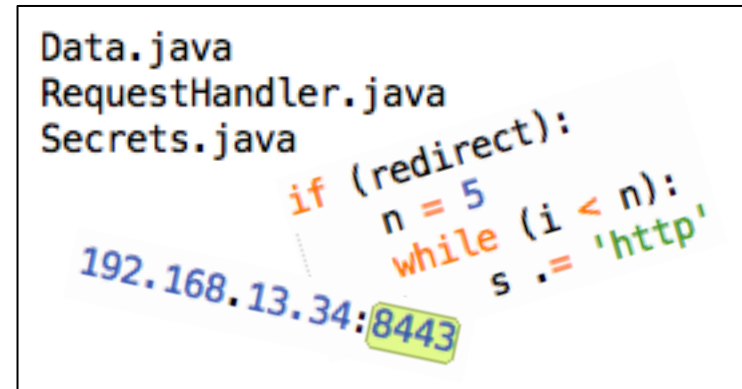 Data.java
RequestHandler.java
Secrets.java
if (redirect):
n = 5
while (i < n):
s .= 'http'
192.168.13.34:8443